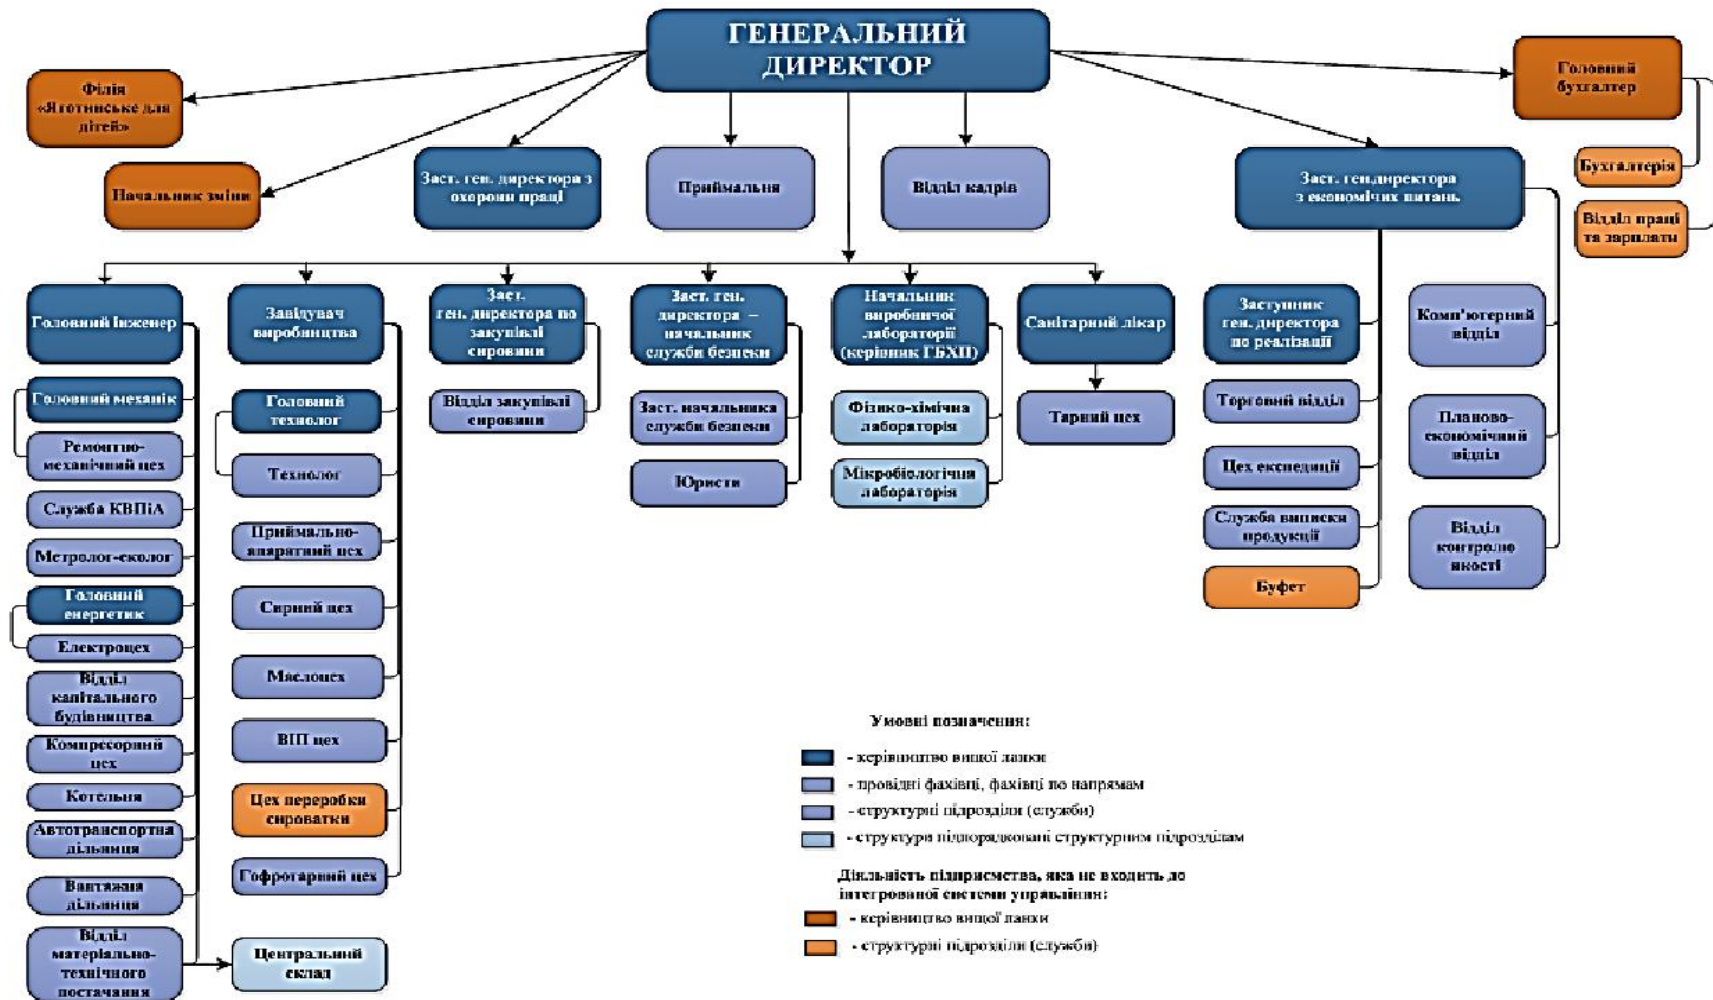 ГЕНЕРАЛЬНИЙ
ДИРЕКТОР
Філія
«Яготинське для
дітей»
Головний
бухгалтер
Начальник зміни
Заст. ген. директора з
охорони праці
Приймальня
Відділ кадрів
Заст. ген.директора
з економічих питань
Бухгалтерія
Відділ праці
та зарплати
Головний Інженер
Завідувач
виробництва
Заст.
ген. директора по
закупівлі
сировини
Заст. ген.
директора –
начальник
служби безпеки
Начальник
виробничої
лабораторії
(керівник ГБХП)
Санітарний лікар
Заступник
ген. директора
по реалізації
Комп'ютерний
відділ
Головний механік
Ремонтно-
механічний цех
Служба КВПіА
Метролог-еколог
Головний
енергетик
Електроцех
Відділ
капітального
будівництва
Компресорний
цех
Котельня
Автотранспортна
дільниця
Вантажна
дільниця
Відділ
матеріально-
технічного
постачання
Центральний
склад
Головний
технолог
Технолог
Приймально-
апаратний цех
Сирний цех
Маслоцех
ВІП цех
Цех переробки
сироватки
Гофротарний цех
Відділ закупівлі
сировини
Заст. начальника
служби безпеки
Юристи
Фізико-хімічна
лабораторія
Мікробіологічна
лабораторія
Тарний цех
Торговий відділ
Цех експедиції
Служба виписки
продукції
Буфет
Планово-
економічний
відділ
Відділ
контролю
якості
Умовні позначення:
- керівництво вищої ланки
- провідні фахівці, фахівці по напрямам
- структурні підрозділи (служби)
- структури підпорядковані структурним підрозділам
Діяльність підприємства, яка не входить до
інтегрованої системи управління:
- керівництво вищої ланки
- структурні підрозділи (служби)